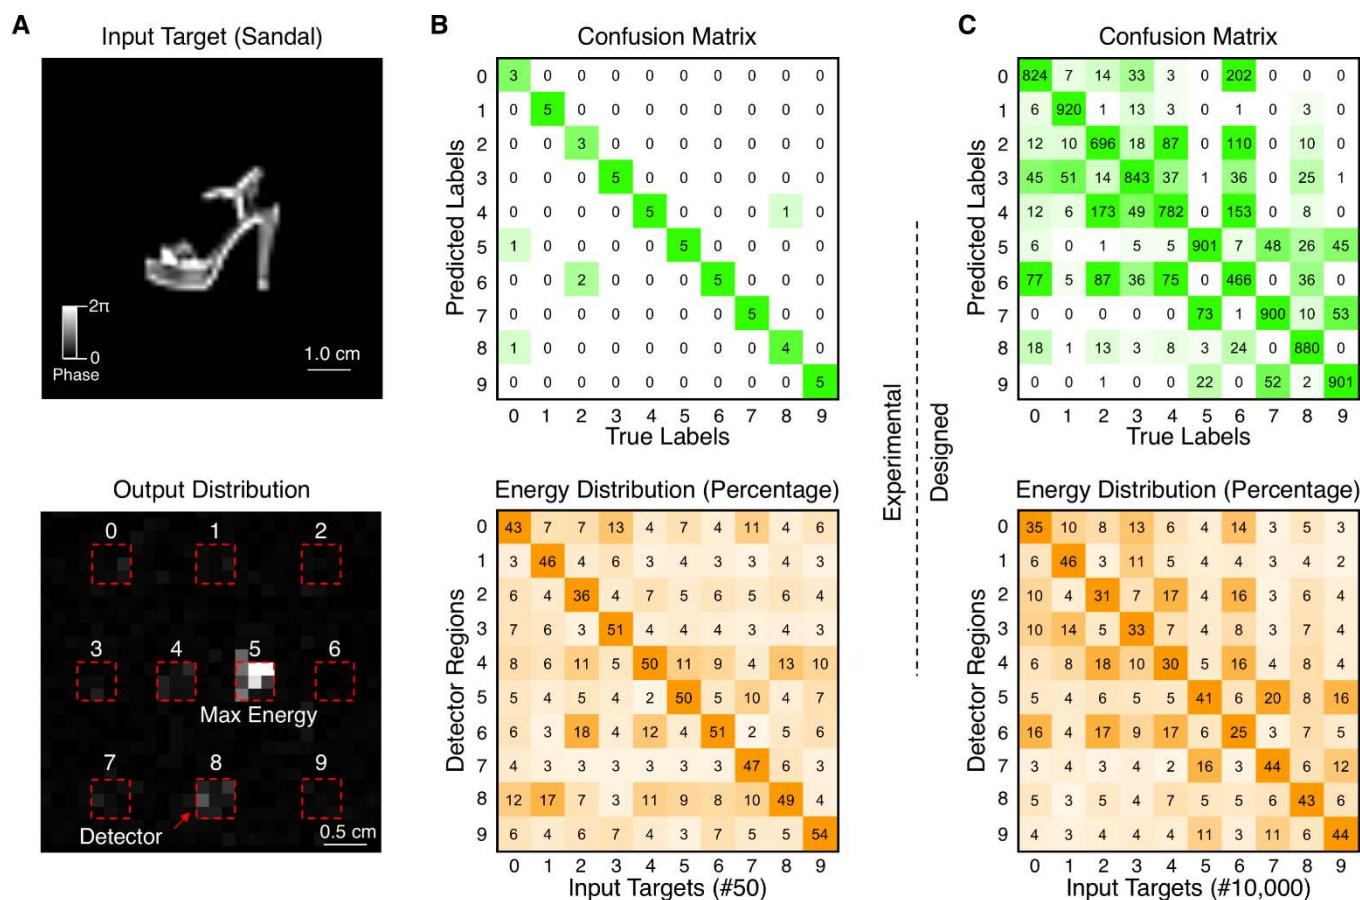 A
Input Target (Sandal)
2π
0
Phase
1.0 cm
Output Distribution
0 1 2
3 4 5 6
Max Energy
7 8 9
Detector
0.5 cm
B
Confusion Matrix
Predicted Labels
0 3 0 0 0 0 0 0 0 0 0
1 0 5 0 0 0 0 0 0 0 0
2 0 0 3 0 0 0 0 0 0 0
3 0 0 0 5 0 0 0 0 0 0
4 0 0 0 0 5 0 0 0 1 0
5 1 0 0 0 0 5 0 0 0 0
6 0 0 2 0 0 0 5 0 0 0
7 0 0 0 0 0 0 0 5 0 0
8 1 0 0 0 0 0 0 0 4 0
9 0 0 0 0 0 0 0 0 0 5
0 1 2 3 4 5 6 7 8 9
True Labels
Energy Distribution (Percentage)
Detector Regions
0 43 7 7 13 4 7 4 11 4 6
1 3 46 4 6 3 4 3 3 4 3
2 6 4 36 4 7 5 6 5 6 4
3 7 6 3 51 4 4 4 3 4 3
4 8 6 11 5 50 11 9 4 13 10
5 5 4 5 4 2 50 5 10 4 7
6 6 3 18 4 12 4 51 2 5 6
7 4 3 3 3 3 3 3 47 6 3
8 12 17 7 3 11 9 8 10 49 4
9 6 4 6 7 4 3 7 5 5 54
0 1 2 3 4 5 6 7 8 9
Input Targets (#50)
Experimental
Designed
C
Confusion Matrix
Predicted Labels
0 824 7 14 33 3 0 202 0 0 0
1 6 920 1 13 3 0 1 0 3 0
2 12 10 696 18 87 0 110 0 10 0
3 45 51 14 843 37 1 36 0 25 1
4 12 6 173 49 782 0 153 0 8 0
5 6 0 1 5 5 901 7 48 26 45
6 77 5 87 36 75 0 466 0 36 0
7 0 0 0 0 0 73 1 900 10 53
8 18 1 13 3 8 3 24 0 880 0
9 0 0 1 0 0 22 0 52 2 901
0 1 2 3 4 5 6 7 8 9
True Labels
Energy Distribution (Percentage)
Detector Regions
0 35 10 8 13 6 4 14 3 5 3
1 6 46 3 11 5 4 4 3 4 2
2 10 4 31 7 17 4 16 3 6 4
3 10 14 5 33 7 4 8 3 7 4
4 6 8 18 10 30 5 16 4 8 4
5 5 4 6 5 5 41 6 20 8 16
6 16 4 17 9 17 6 25 3 7 5
7 3 4 3 4 2 16 3 44 6 12
8 5 3 5 4 7 5 5 6 43 6
9 4 3 4 4 4 11 3 11 6 44
0 1 2 3 4 5 6 7 8 9
Input Targets (#10,000)